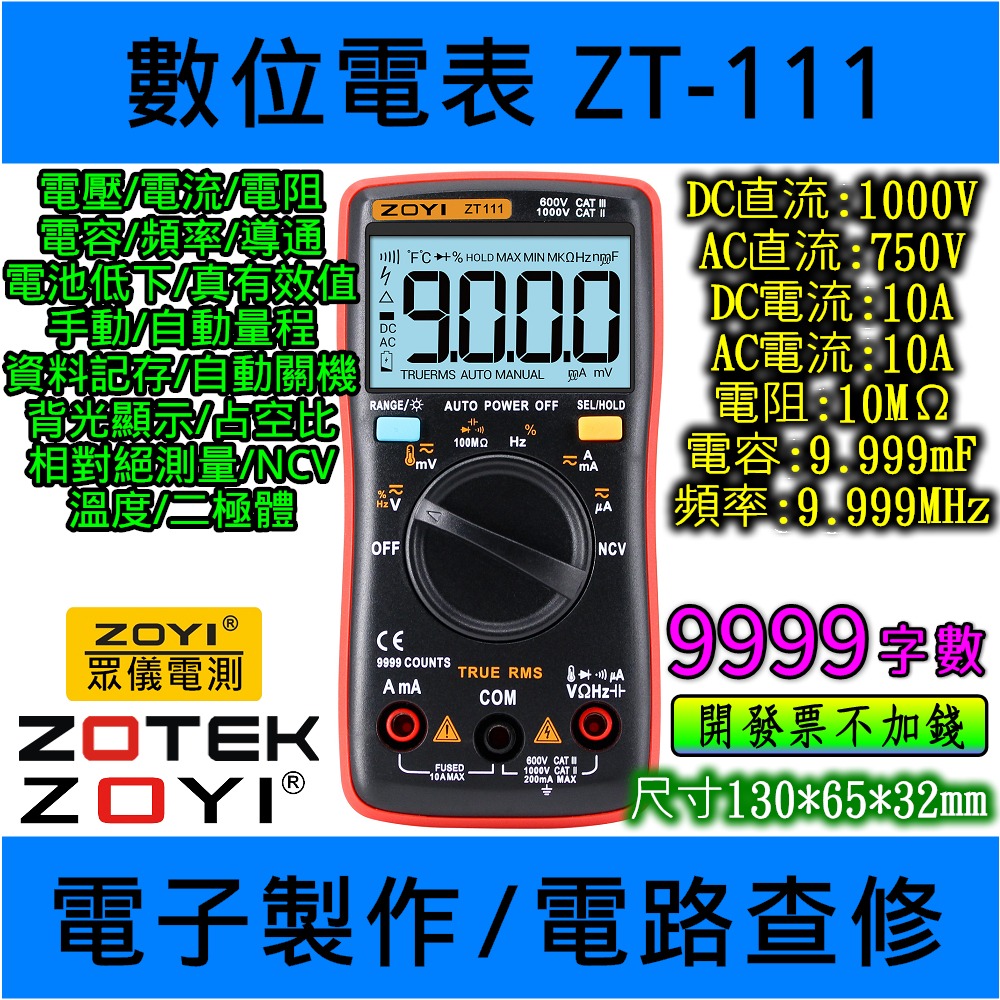 數位電表 ZT-111
電壓/電流/電阻
電容/頻率/導通
電池低下/真有效值
手動/自動量程
資料記存/自動關機
背光顯示/占空比
相對絕測量/NCV
溫度/二極體
ZOYI®
眾儀電測
ZOTEK
ZOYI®
ZOYI ZT111
600V CAT III
1000V CAT II
°F°C % HOLD MAX MIN MKΩHz nµmF
DC
AC
9.0.0.0
TRUERMS AUTO MANUAL µmA mV
RANGE/ AUTO POWER OFF SEL/HOLD
100MΩ
Hz
%
mV
A
mA
%
Hz
V
µA
OFF
NCV
CE
9999 COUNTS
TRUE RMS
µA
A mA
COM
VΩHz
FUSED
10A MAX
600V CAT III
1000V CAT II
200mA MAX
DC直流:1000V
AC直流:750V
DC電流:10A
AC電流:10A
電阻:10MΩ
電容:9.999mF
頻率:9.999MHz
9999字數
開發票不加錢
尺寸130*65*32mm
電子製作/電路查修